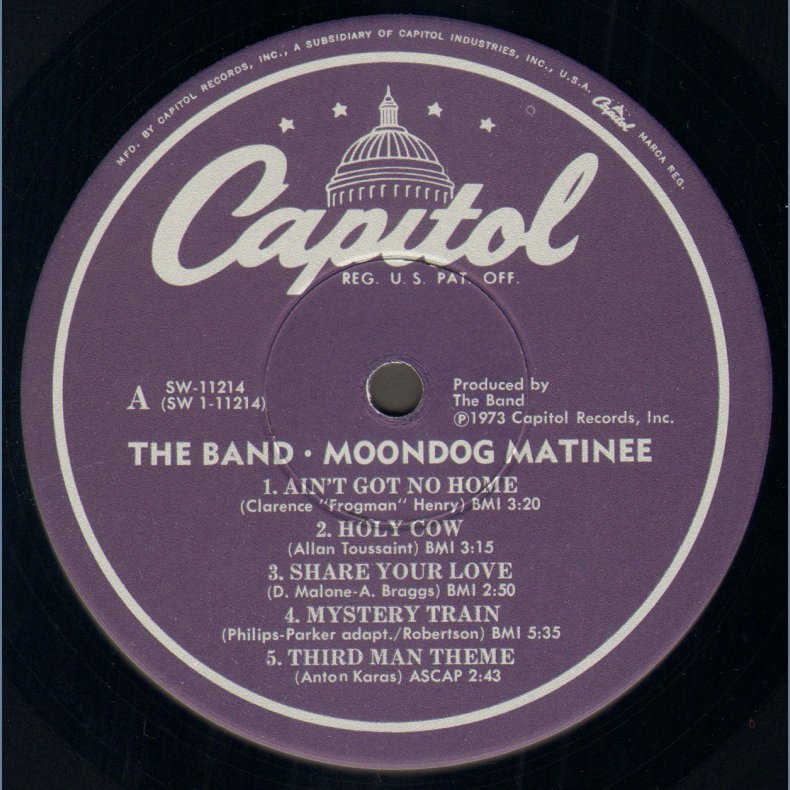 MFD. BY CAPITOL RECORDS, INC., A SUBSIDIARY OF CAPITOL INDUSTRIES, INC., U.S.A. Capitol MARCA REG.
Capitol
REG. U. S. PAT. OFF.
A
SW-11214
(SW 1-11214)
Produced by
The Band
℗1973 Capitol Records, Inc.
THE BAND • MOONDOG MATINEE
1. AIN'T GOT NO HOME
(Clarence "Frogman" Henry) BMI 3:20
2. HOLY COW
(Allan Toussaint) BMI 3:15
3. SHARE YOUR LOVE
(D. Malone-A. Braggs) BMI 2:50
4. MYSTERY TRAIN
(Philips-Parker adapt./Robertson) BMI 5:35
5. THIRD MAN THEME
(Anton Karas) ASCAP 2:43